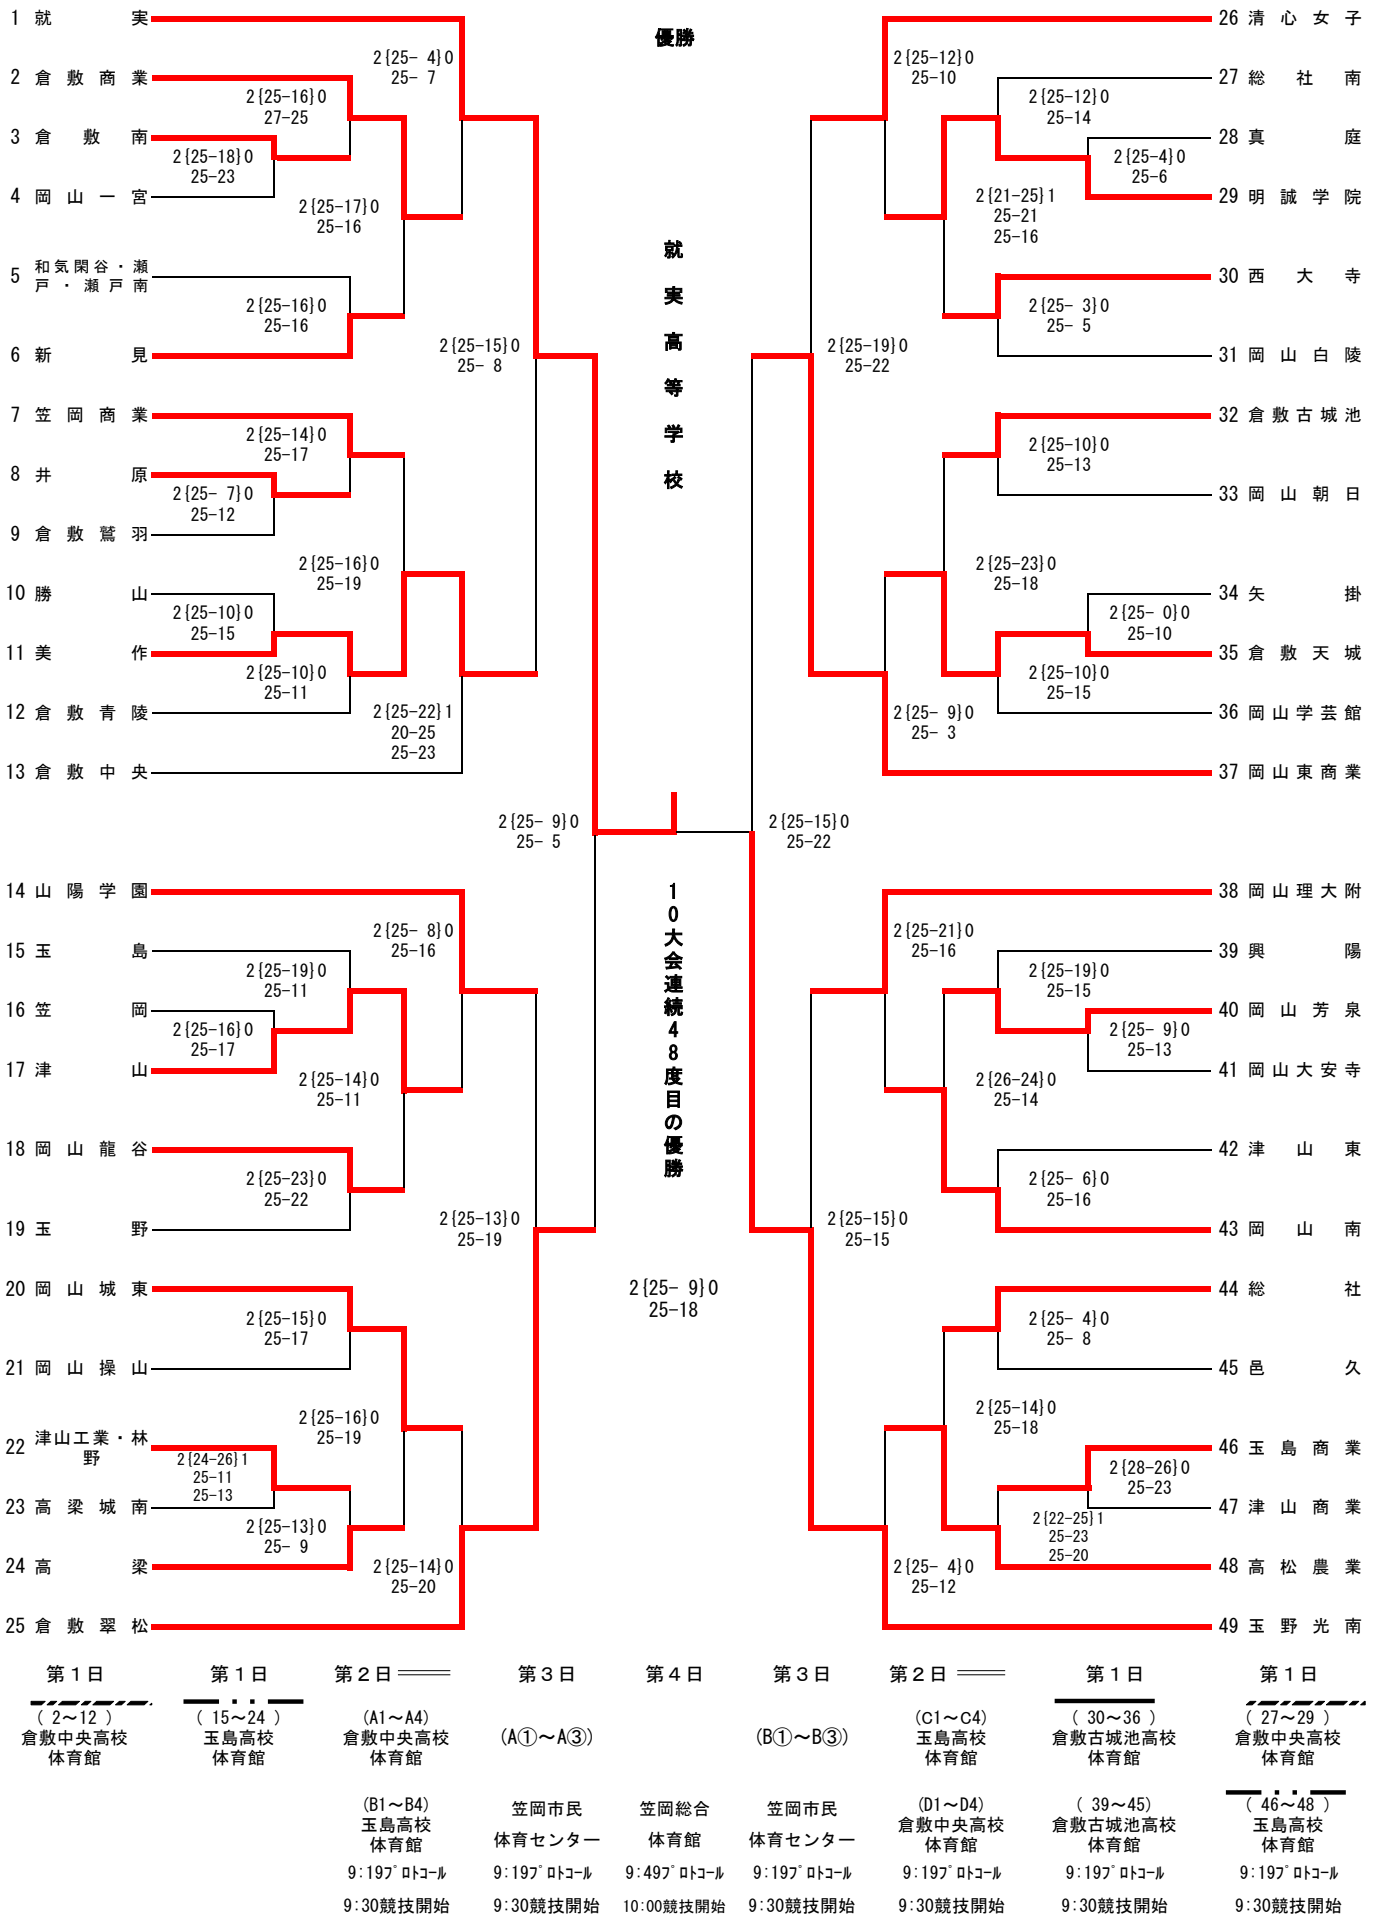 優勝
就実高等学校
10大会連続48度目の優勝
1 就実
2 倉敷商業
3 倉敷南
4 岡山一宮
5 和気閑谷・瀬
戸・瀬戸南
6 新見
7 笠岡商業
8 井原
9 倉敷鷲羽
10 勝山
11 美作
12 倉敷青陵
13 倉敷中央
14 山陽学園
15 玉島
16 笠岡
17 津山
18 岡山龍谷
19 玉野
20 岡山城東
21 岡山操山
22 津山工業・林
野
23 高梁城南
24 高梁
25 倉敷翠松
2{25-18}0
25-23
2{25- 7}0
25-12
2{25-10}0
25-15
2{25-16}0
25-17
2{24-26}1
25-11
25-13
2{25-16}0
27-25
2{25-16}0
25-16
2{25-14}0
25-17
2{25-10}0
25-11
2{25-19}0
25-11
2{25-23}0
25-22
2{25-15}0
25-17
2{25-13}0
25- 9
2{25-17}0
25-16
2{25-16}0
25-19
2{25-14}0
25-11
2{25-16}0
25-19
2{25- 4}0
25- 7
2{25-22}1
20-25
25-23
2{25- 8}0
25-16
2{25-14}0
25-20
2{25-15}0
25- 8
2{25-13}0
25-19
2{25- 9}0
25- 5
2{25- 9}0
25-18
2{25-15}0
25-22
2{25-19}0
25-22
2{25-15}0
25-15
2{25-12}0
25-10
2{25- 9}0
25- 3
2{25-21}0
25-16
2{25- 4}0
25-12
2{21-25}1
25-21
25-16
2{25-23}0
25-18
2{26-24}0
25-14
2{25-14}0
25-18
2{25-12}0
25-14
2{25- 3}0
25- 5
2{25-10}0
25-13
2{25-10}0
25-15
2{25-19}0
25-15
2{25- 6}0
25-16
2{25- 4}0
25- 8
2{22-25}1
25-23
25-20
2{25-4}0
25-6
2{25- 0}0
25-10
2{25- 9}0
25-13
2{28-26}0
25-23
26 清心女子
27 総社南
28 真庭
29 明誠学院
30 西大寺
31 岡山白陵
32 倉敷古城池
33 岡山朝日
34 矢掛
35 倉敷天城
36 岡山学芸館
37 岡山東商業
38 岡山理大附
39 興陽
40 岡山芳泉
41 岡山大安寺
42 津山東
43 岡山南
44 総社
45 邑久
46 玉島商業
47 津山商業
48 高松農業
49 玉野光南
第1日 第1日 第2日 第3日 第4日 第3日 第2日 第1日 第1日
( 2～12 )
倉敷中央高校
体育館
( 15～24 )
玉島高校
体育館
(A1～A4)
倉敷中央高校
体育館
(B1～B4)
玉島高校
体育館
9:19ﾌﾟﾛﾄｺｰﾙ
9:30競技開始
(A①～A③)
笠岡市民
体育センター
9:19ﾌﾟﾛﾄｺｰﾙ
9:30競技開始
笠岡総合
体育館
9:49ﾌﾟﾛﾄｺｰﾙ
10:00競技開始
(B①～B③)
笠岡市民
体育センター
9:19ﾌﾟﾛﾄｺｰﾙ
9:30競技開始
(C1～C4)
玉島高校
体育館
(D1～D4)
倉敷中央高校
体育館
9:19ﾌﾟﾛﾄｺｰﾙ
9:30競技開始
( 30～36 )
倉敷古城池高校
体育館
( 39～45)
倉敷古城池高校
体育館
9:19ﾌﾟﾛﾄｺｰﾙ
9:30競技開始
( 27～29 )
倉敷中央高校
体育館
( 46～48 )
玉島高校
体育館
9:19ﾌﾟﾛﾄｺｰﾙ
9:30競技開始